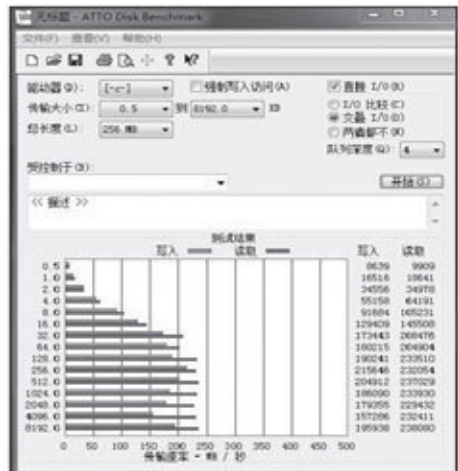 无标题 - ATTO Disk Benchmark
文件(F) 查看(V) 帮助(H)
驱动器(D): [-c-] 强制写入访问(A) 直接 I/O(O)
传输大小(I): 0.5 到 8192.0 KB I/O 比较(C)
交叠 I/O(O)
总长度(L): 256 MB 两者都不(N)
队列深度(Q): 4
受控制于(B):
开始(S)
<< 描述 >>
测试结果
写入 读取 写入 读取
0.5 8639 9909
1.0 16516 18641
2.0 34556 34978
4.0 55158 64191
8.0 91684 105231
16.0 129409 145508
32.0 173443 208476
64.0 180215 204904
128.0 190241 233510
256.0 215646 232054
512.0 204912 237029
1024.0 186090 233930
2048.0 179355 229432
4096.0 157286 232411
8192.0 195938 238000
0 50 100 150 200 250 300 350 400 450 500
传输速率 - MB / 秒